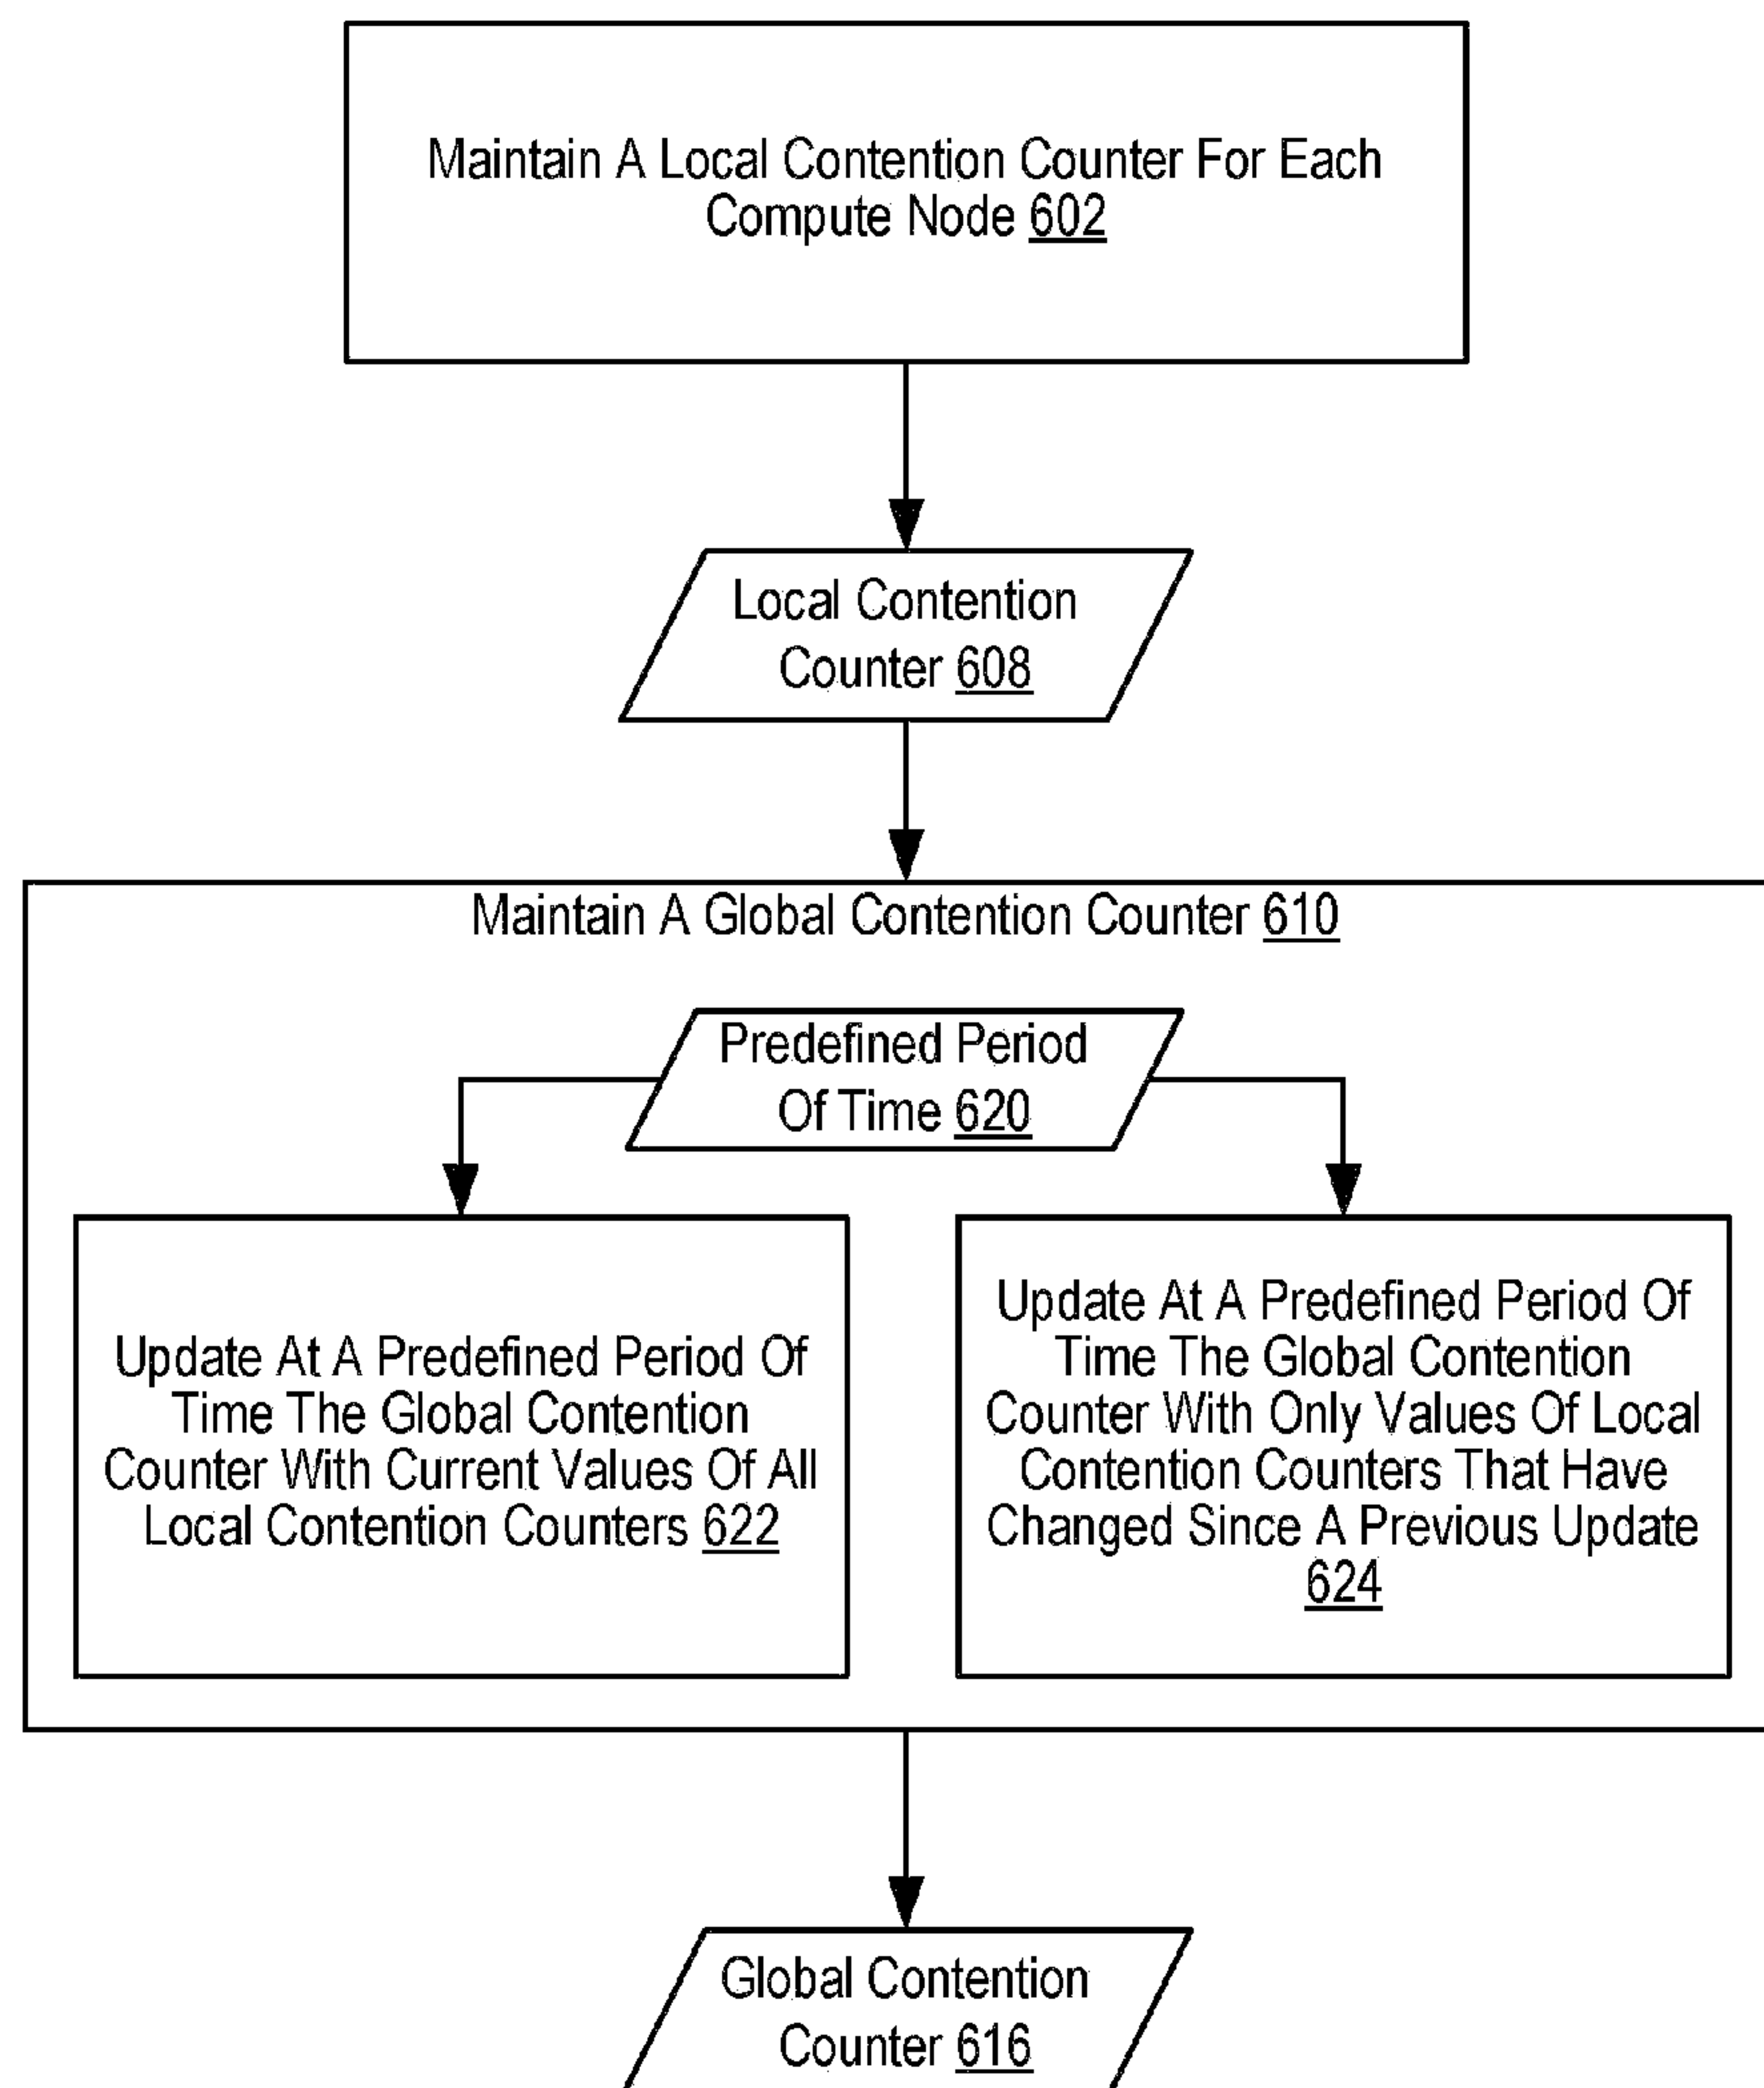 Maintain A Local Contention Counter For Each
Compute Node 602
Local Contention
Counter 608
Maintain A Global Contention Counter 610
Predefined Period
Of Time 620
Update At A Predefined Period Of
Time The Global Contention
Counter With Current Values Of All
Local Contention Counters 622
Update At A Predefined Period Of
Time The Global Contention
Counter With Only Values Of Local
Contention Counters That Have
Changed Since A Previous Update
624
Global Contention
Counter 616